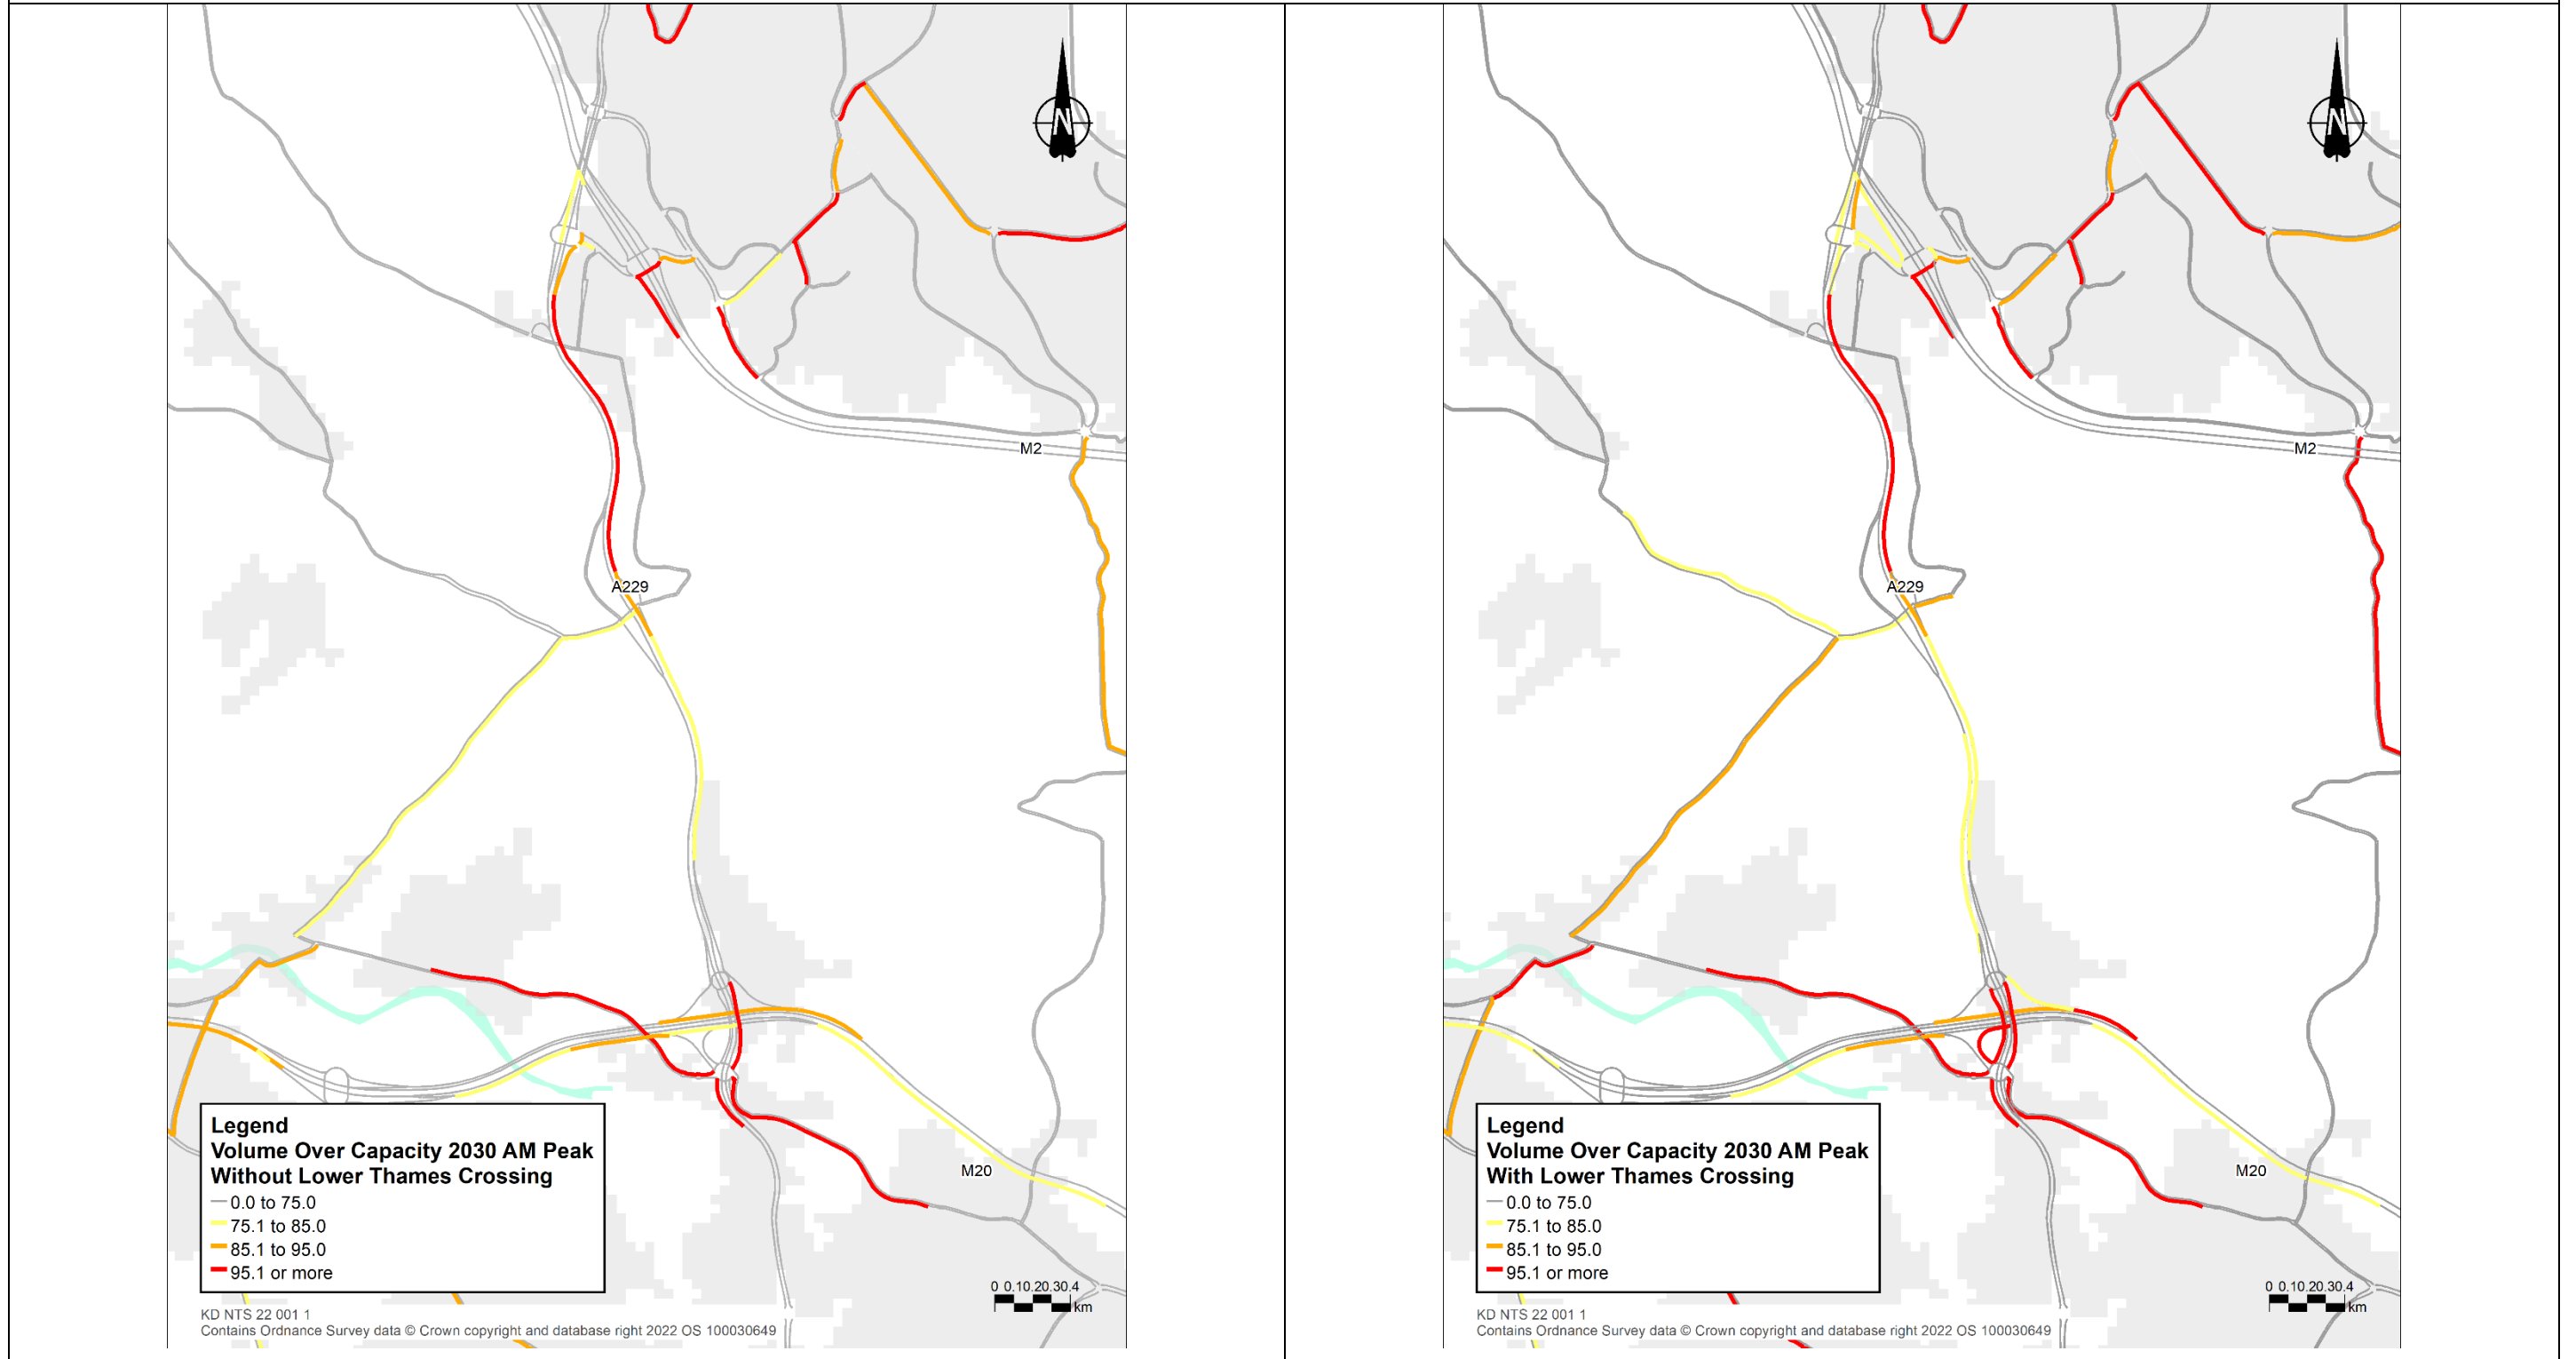 N
M2
A229
M20
Legend
Volume Over Capacity 2030 AM Peak
Without Lower Thames Crossing
0.0 to 75.0
75.1 to 85.0
85.1 to 95.0
95.1 or more
0 0.10.20.30.4
km
KD NTS 22 001 1
Contains Ordnance Survey data © Crown copyright and database right 2022 OS 100030649
N
M2
A229
M20
Legend
Volume Over Capacity 2030 AM Peak
With Lower Thames Crossing
0.0 to 75.0
75.1 to 85.0
85.1 to 95.0
95.1 or more
0 0.10.20.30.4
km
KD NTS 22 001 1
Contains Ordnance Survey data © Crown copyright and database right 2022 OS 100030649